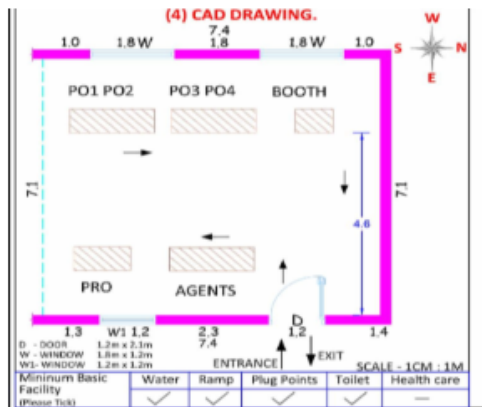 (4) CAD DRAWING.
7.4
1.0 1.8 W 1.8 1.8 W 1.0
W
S N
E
PO1 PO2 PO3 PO4 BOOTH
7.1 7.1
4.6
PRO AGENTS
D
1.3 W1 1.2 2.3 1.2 1.4
7.4
D - DOOR 1.2m x 2.1m
W - WINDOW 1.8m x 1.2m
W1- WINDOW 1.2m x 1.2m
ENTRANCE EXIT
SCALE - 1CM : 1M
Mininum Basic Facility (Please Tick) Water Ramp Plug Points Toilet Health care